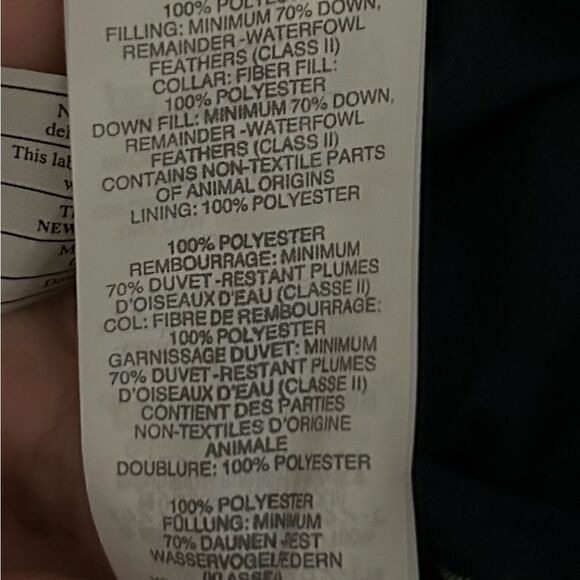 100% POLYESTER
FILLING: MINIMUM 70% DOWN,
REMAINDER -WATERFOWL
FEATHERS (CLASS II)
COLLAR: FIBER FILL:
100% POLYESTER
DOWN FILL: MINIMUM 70% DOWN,
REMAINDER -WATERFOWL
FEATHERS (CLASS II)
CONTAINS NON-TEXTILE PARTS
OF ANIMAL ORIGINS
LINING: 100% POLYESTER
100% POLYESTER
REMBOURRAGE: MINIMUM
70% DUVET -RESTANT PLUMES
D'OISEAUX D'EAU (CLASSE II)
COL: FIBRE DE REMBOURRAGE:
100% POLYESTER
GARNISSAGE DUVET: MINIMUM
70% DUVET -RESTANT PLUMES
D'OISEAUX D'EAU (CLASSE II)
CONTIENT DES PARTIES
NON-TEXTILES D'ORIGINE
ANIMALE
DOUBLURE: 100% POLYESTER
100% POLYESTER
FÜLLUNG: MINIMUM
70% DAUNEN -REST
WASSERVOGELFEDERN
This
NEW